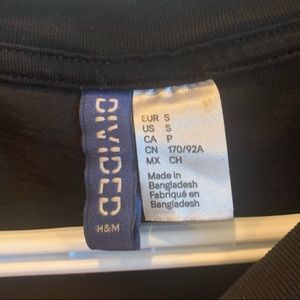 DIVIDED
H&M
EUR S
US S
CA P
CN 170/92A
MX CH
Made in
Bangladesh
Fabriqué en
Bangladesh